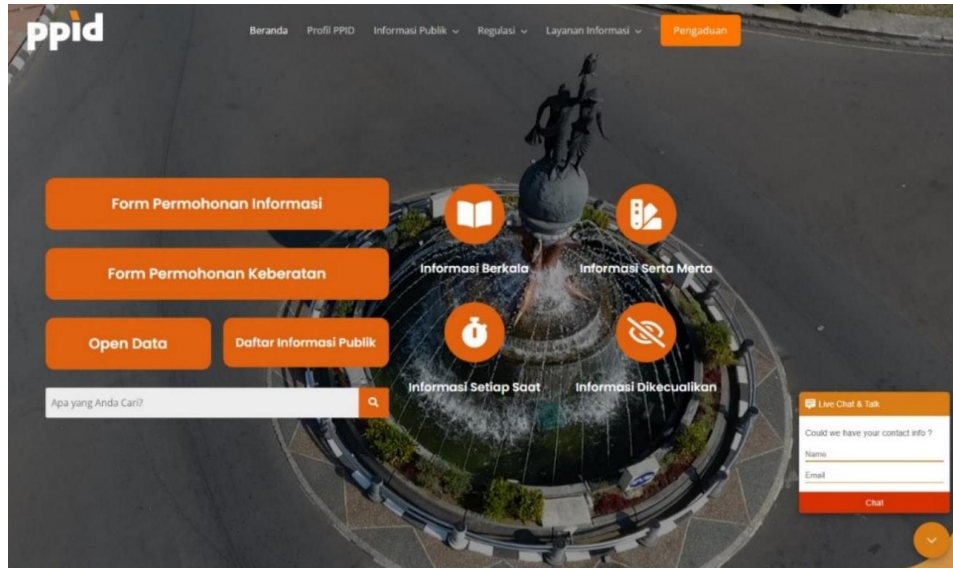 ppid
Beranda Profil PPID Informasi Publik Regulasi Layanan Informasi Pengaduan
Form Permohonan Informasi
Form Permohonan Keberatan
Open Data Daftar Informasi Publik
Apa yang Anda Cari?
Informasi Berkala Informasi Serta Merta
Informasi Setiap Saat Informasi Dikecualikan
Live Chat & Talk
Could we have your contact info ?
Name
Email
Chat